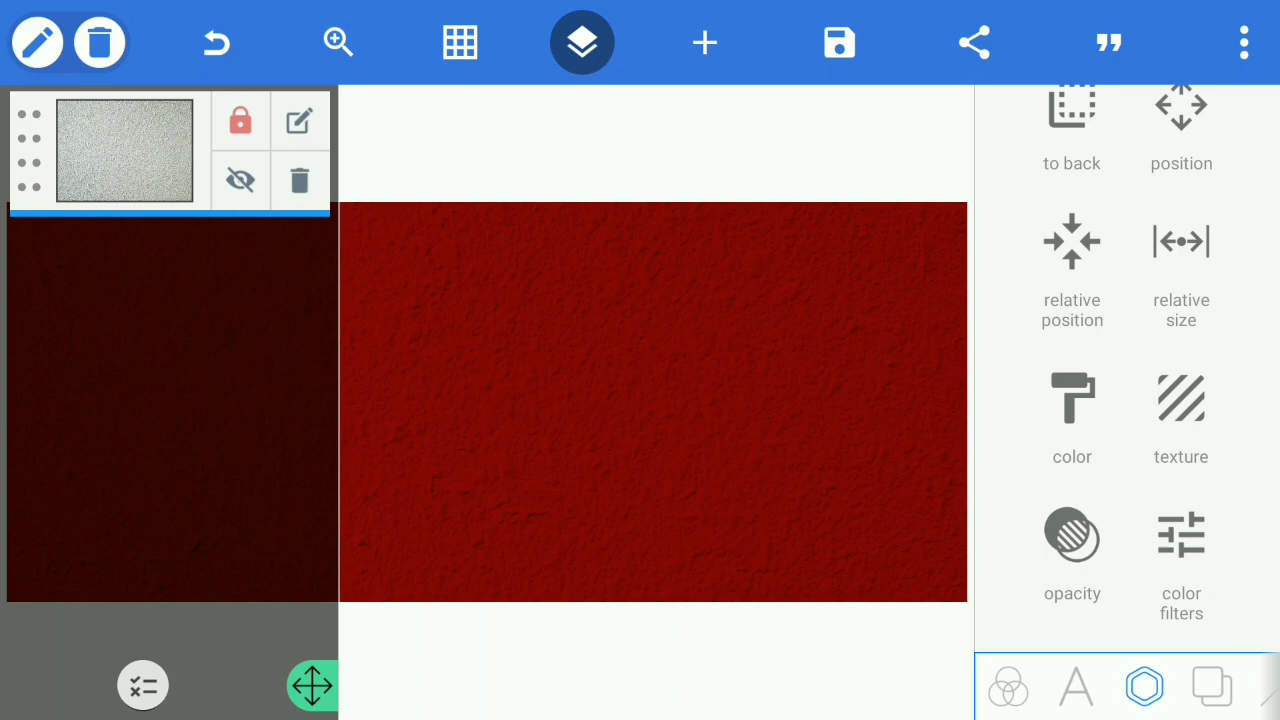 to back
position
relative
position
relative
size
color
texture
opacity
color
filters